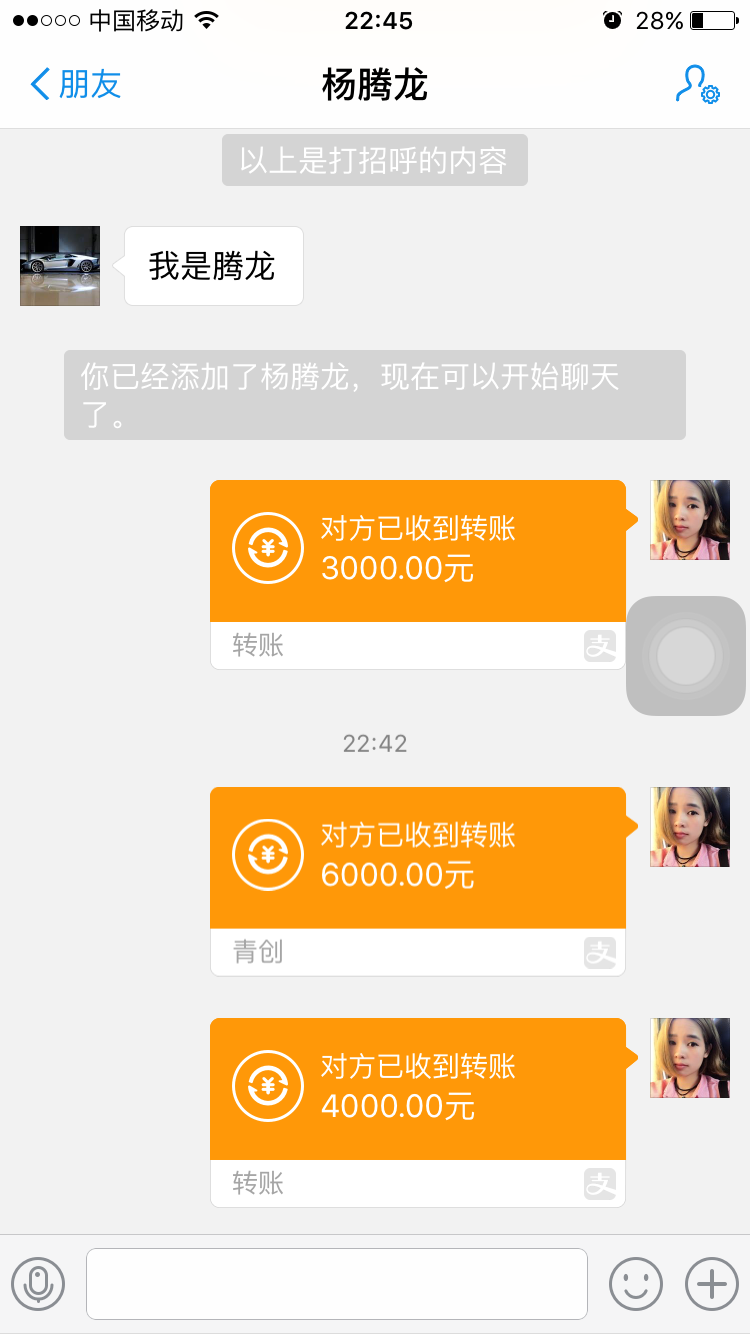 中国移动
22:45
28%
朋友
杨腾龙
以上是打招呼的内容
我是腾龙
你已经添加了杨腾龙，现在可以开始聊天
了。
对方已收到转账
3000.00元
转账
支
22:42
对方已收到转账
6000.00元
青创
支
对方已收到转账
4000.00元
转账
支